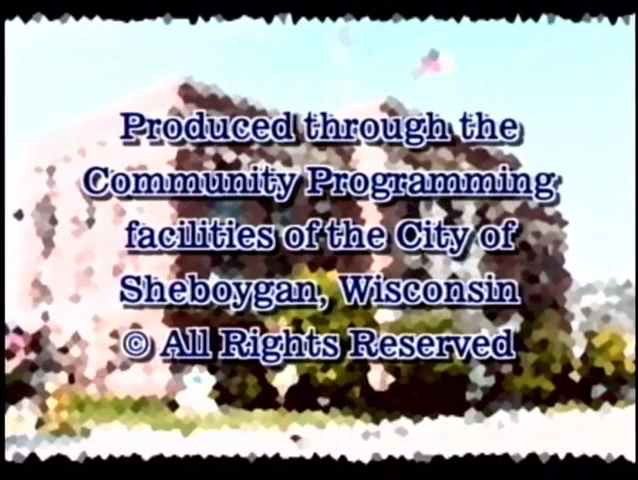 Produced through the
Community Programming
facilities of the City of
Sheboygan, Wisconsin
© All Rights Reserved